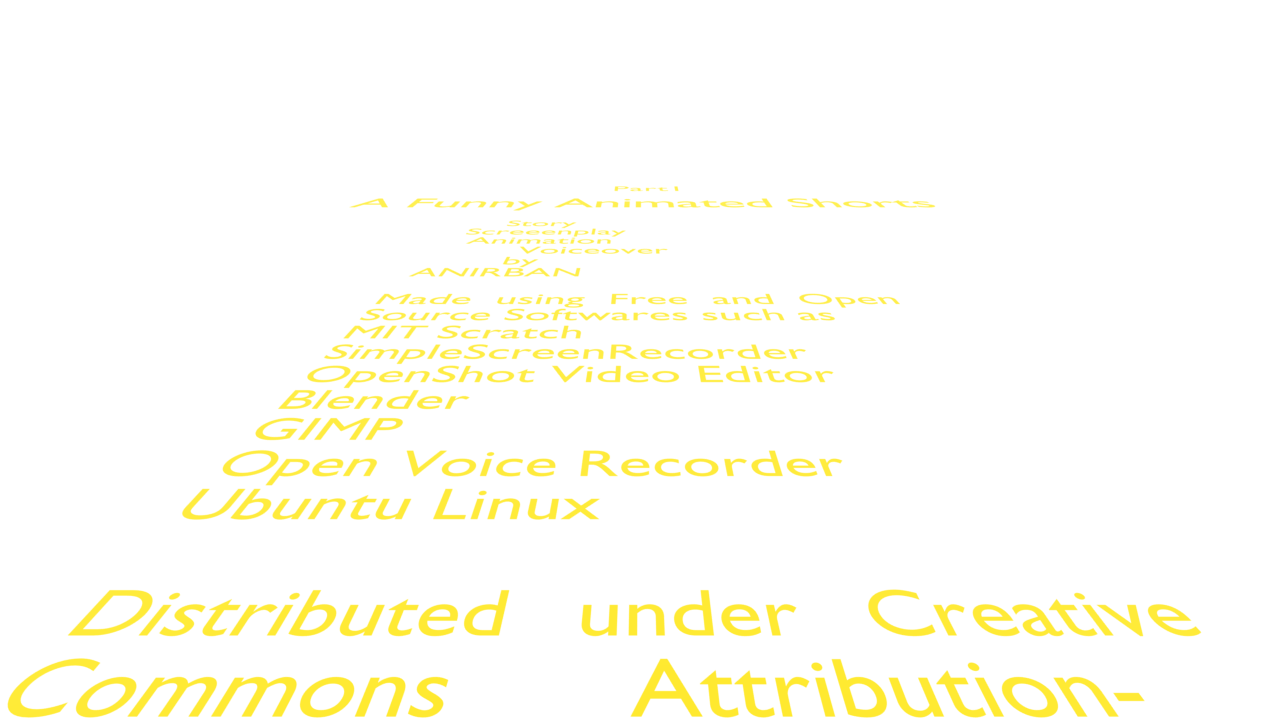 Part I
A Funny Animated Shorts
Story
Screeenplay
Animation
Voiceover
by
ANIRBAN
Made using Free and Open
Source Softwares such as
MIT Scratch
SimpleScreenRecorder
OpenShot Video Editor
Blender
GIMP
Open Voice Recorder
Ubuntu Linux
Distributed under Creative
Commons Attribution-